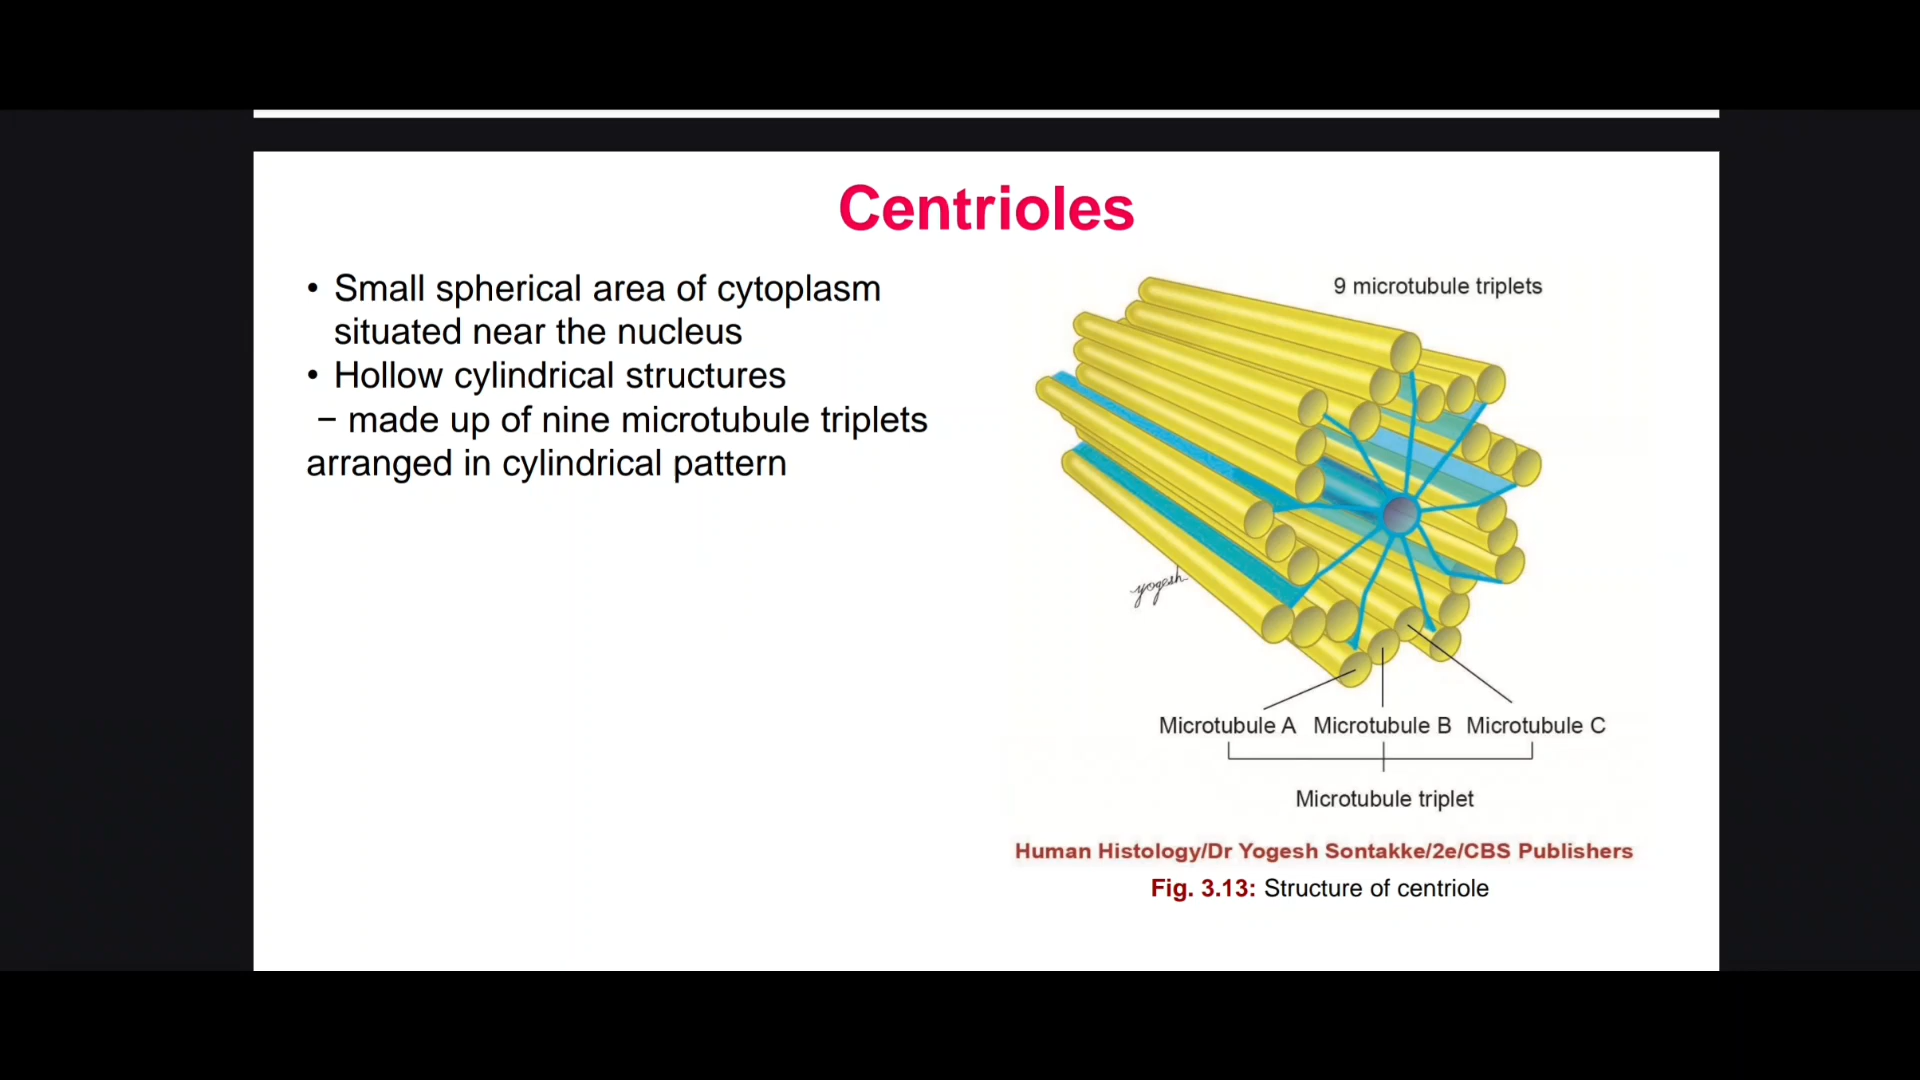 Centrioles
• Small spherical area of cytoplasm
situated near the nucleus
• Hollow cylindrical structures
– made up of nine microtubule triplets
arranged in cylindrical pattern
9 microtubule triplets
yogesh
Microtubule A Microtubule B Microtubule C
Microtubule triplet
Human Histology/Dr Yogesh Sontakke/2e/CBS Publishers
Fig. 3.13: Structure of centriole